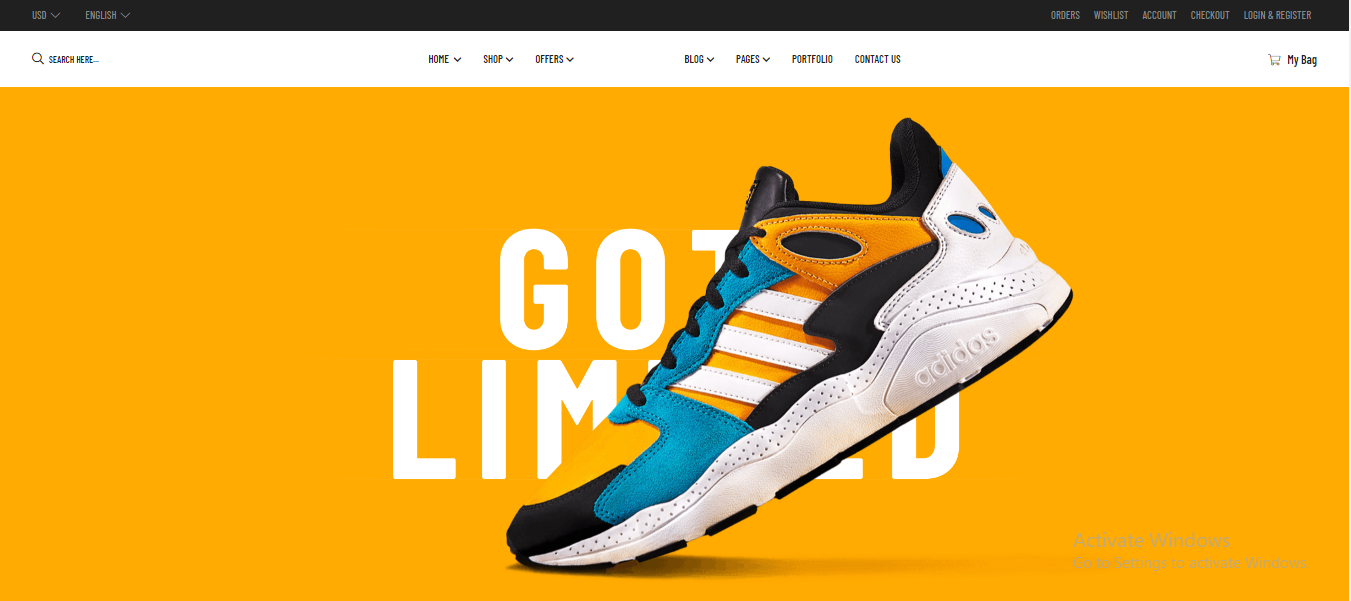 USD ENGLISH ORDERS WISHLIST ACCOUNT CHECKOUT LOGIN & REGISTER
SEARCH HERE... HOME SHOP OFFERS BLOG PAGES PORTFOLIO CONTACT US My Bag
GOT
LIM ED
adidas
Activate Windows
Go to Settings to activate Windows.